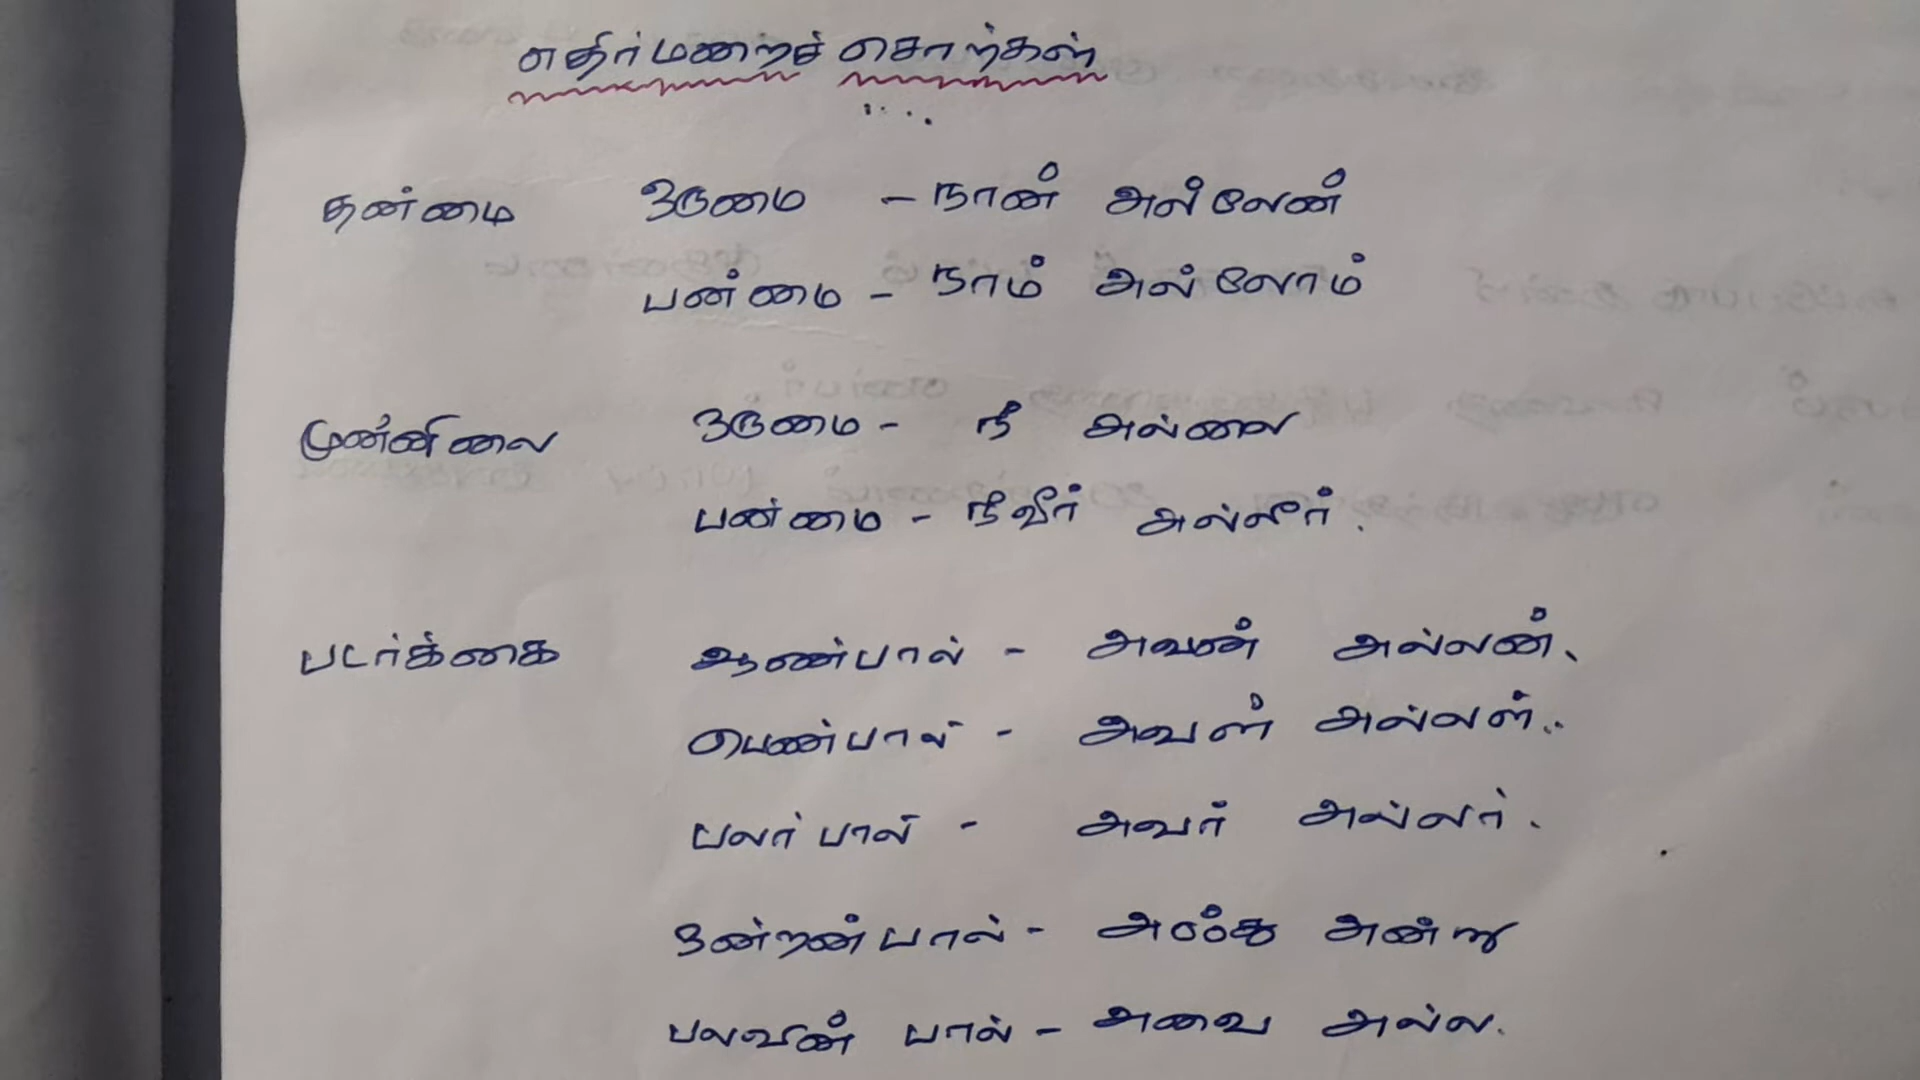 எதிர்மறைச் சொற்கள்
தன்மை ஒருமை - நான் அல்லேன்
பன்மை - நாம் அல்லோம்
முன்னிலை ஒருமை - நீ அல்லை
பன்மை - நீவீர் அல்லீர்.
படர்க்கை ஆண்பால் - அவன் அல்லன்.
பெண்பால் - அவள் அல்லள்.
பலர்பால் - அவர் அல்லர்.
ஒன்றன்பால் - அஃது அன்று
பலவின் பால் - அவை அல்ல.